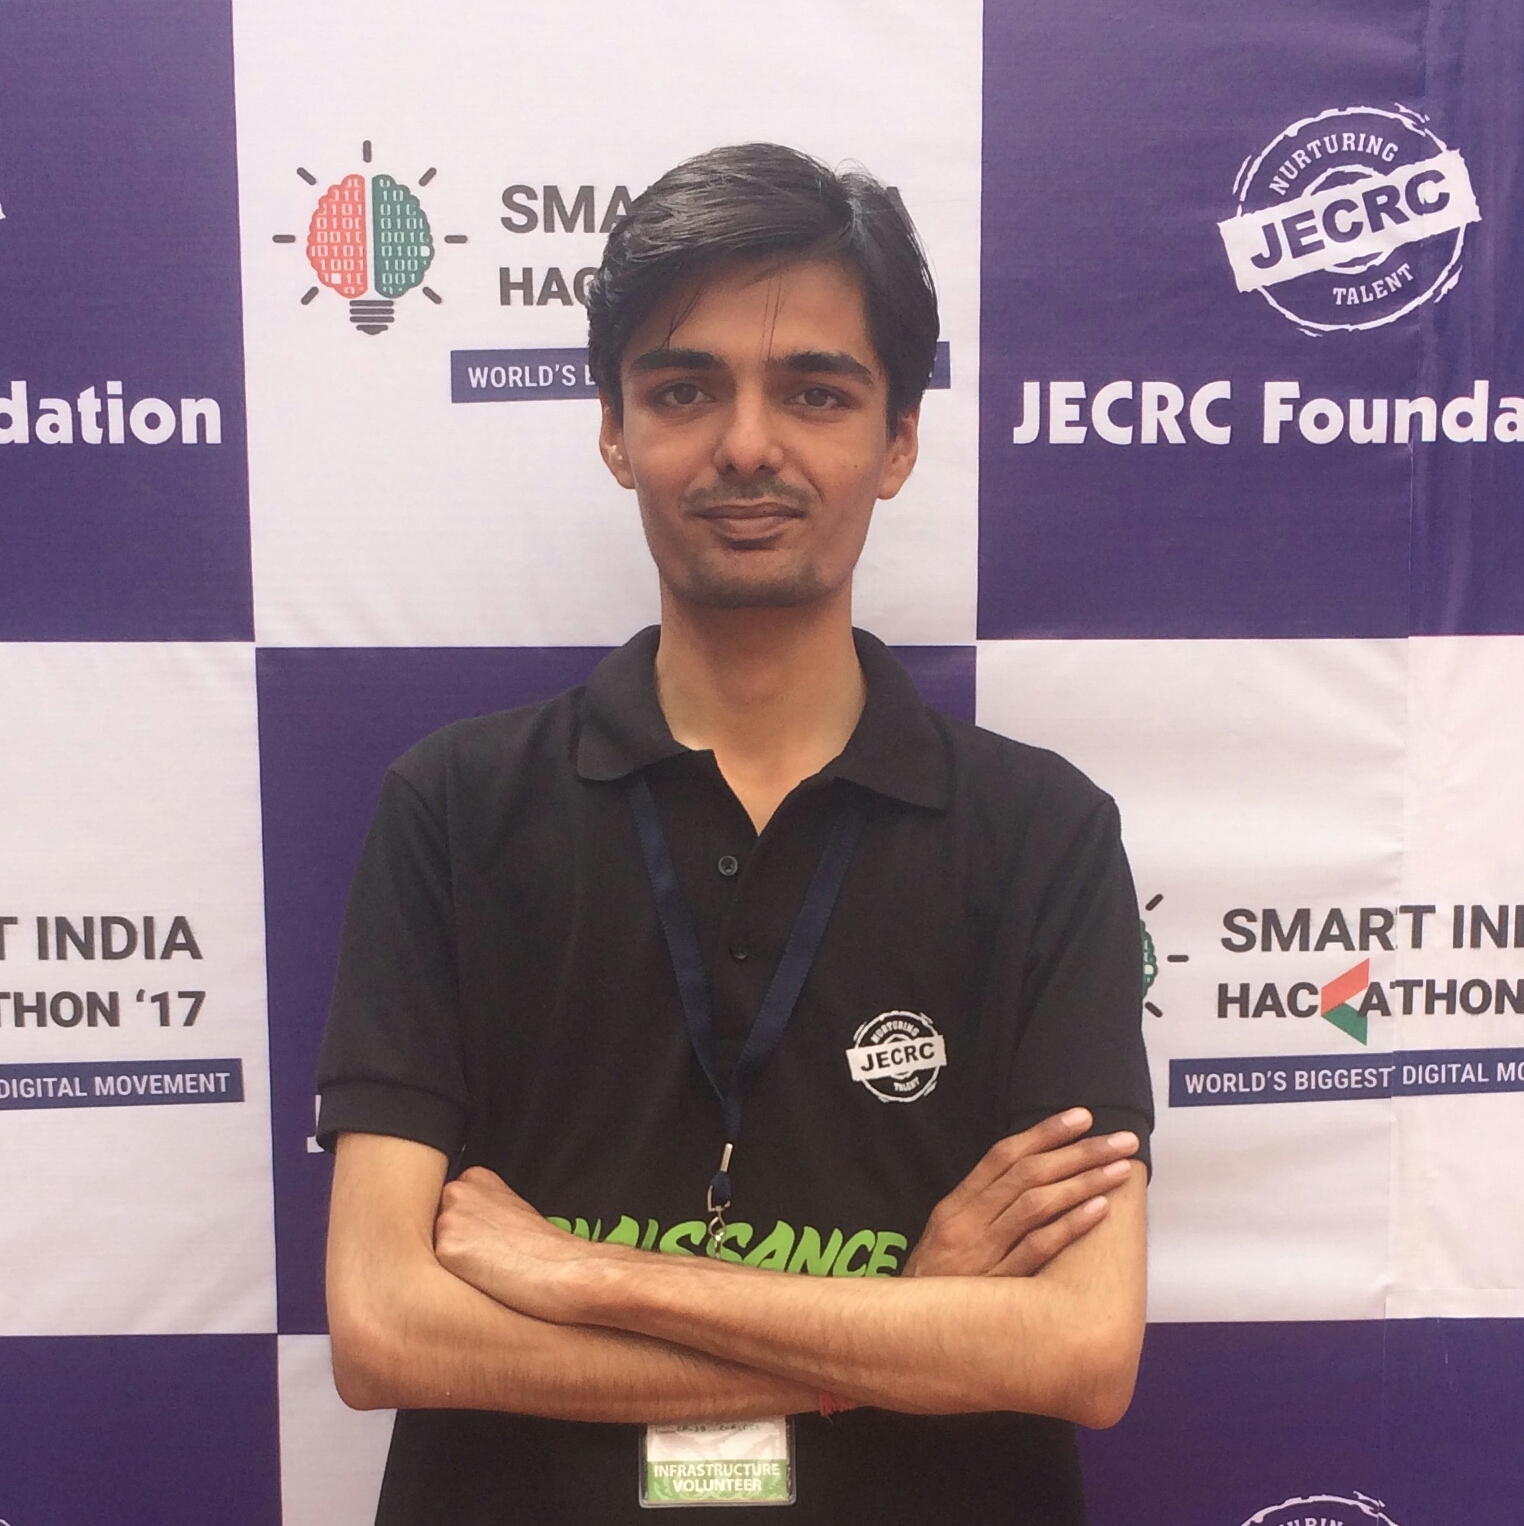 NURTURING
JECRC
TALENT
SMA
HAC
WORLD'S
dation
JECRC Founda
T INDIA
THON '17
DIGITAL MOVEMENT
SMART IN
HACKATHON
WORLD'S BIGGEST DIGITAL MO
NURTURING
JECRC
TALENT
NAISSANCE
INFRASTRUCTURE
VOLUNTEER